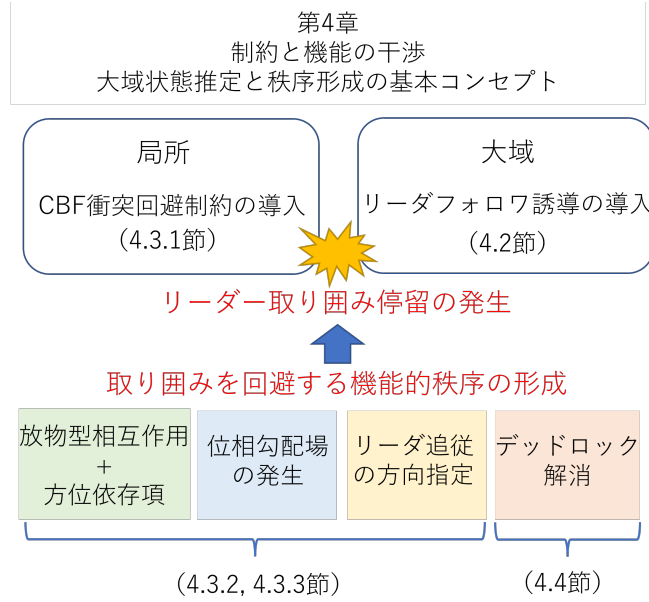 第4章
制約と機能の干渉
大域状態推定と秩序形成の基本コンセプト
局所
CBF衝突回避制約の導入
(4.3.1節)
大域
リーダフォロワ誘導の導入
(4.2節)
リーダー取り囲み停留の発生
取り囲みを回避する機能的秩序の形成
放物型相互作用
+
方位依存項
位相勾配場
の発生
リーダ追従
の方向指定
デッドロック
解消
(4.3.2, 4.3.3節)
(4.4節)